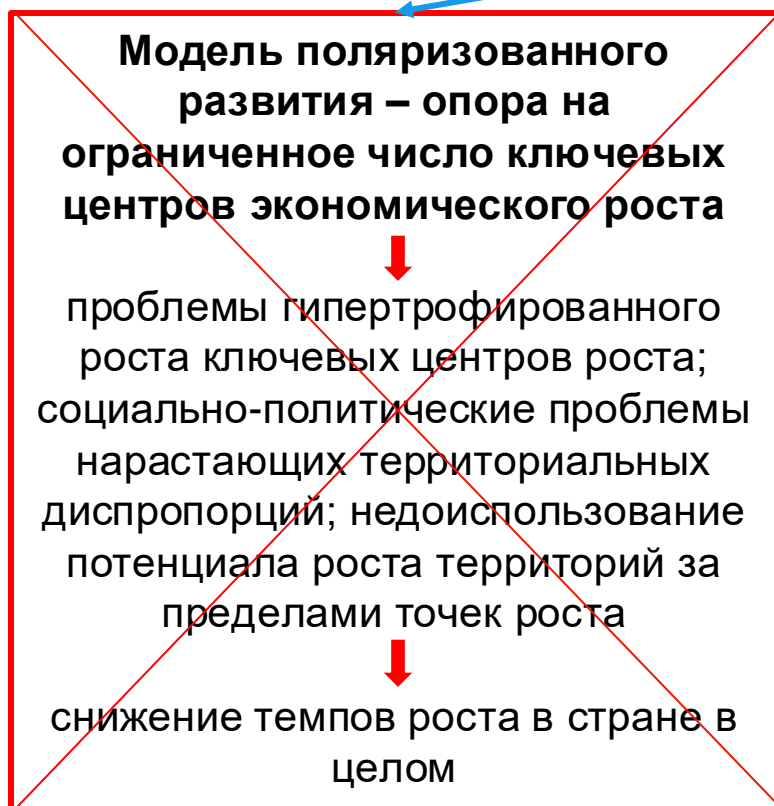 Модель поляризованного
развития – опора на
ограниченное число ключевых
центров экономического роста
проблемы гипертрофированного
роста ключевых центров роста;
социально-политические проблемы
нарастающих территориальных
диспропорций; недоиспользование
потенциала роста территорий за
пределами точек роста
снижение темпов роста в стране в
целом